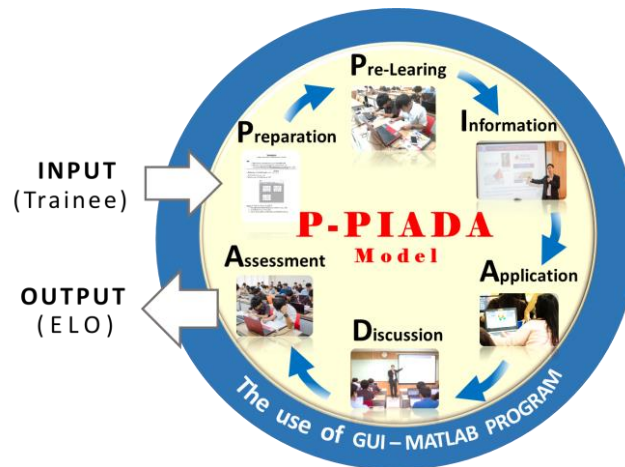 Pre-Learing
Preparation
Information
INPUT
(Trainee)
P-PIADA
Model
Assessment
Application
OUTPUT
(ELO)
Discussion
The use of GUI – MATLAB PROGRAM